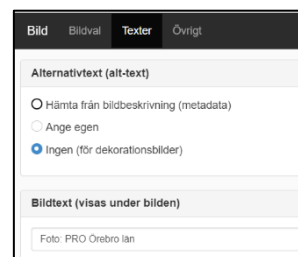 Bild Bildval Texter Övrigt
Alternativtext (alt-text)
Hämta från bildbeskrivning (metadata)
Ange egen
Ingen (för dekorationsbilder)
Bildtext (visas under bilden)
Foto: PRO Örebro län